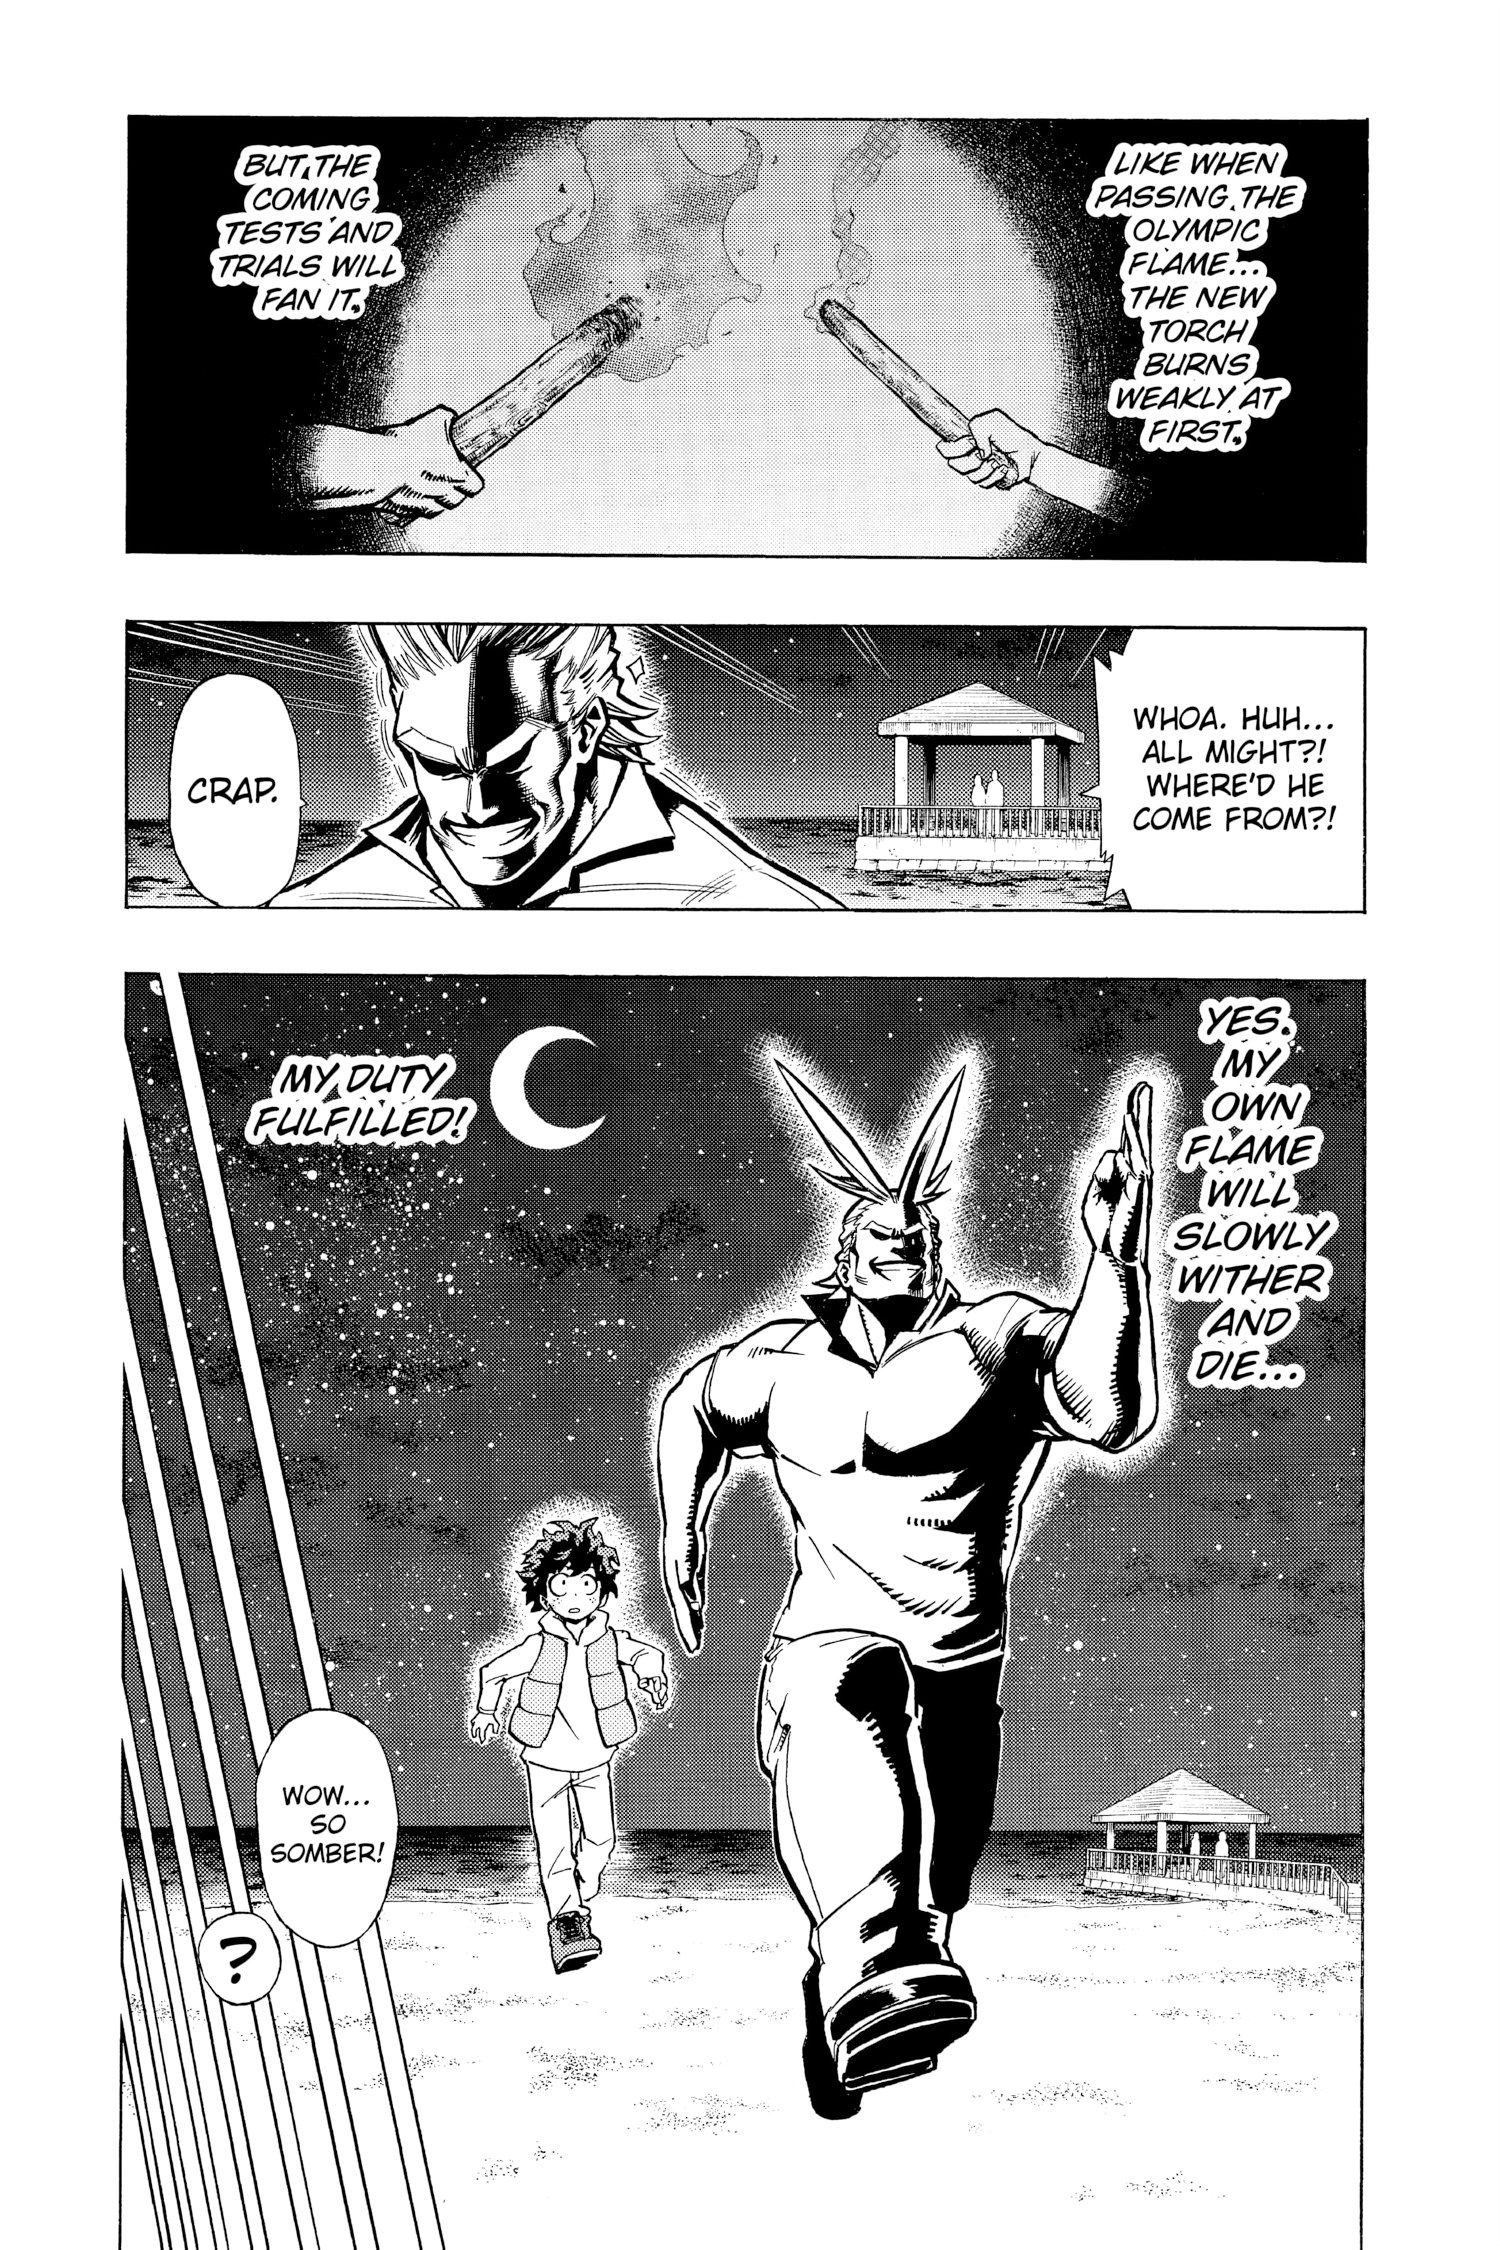 LIKE WHEN
PASSING THE
OLYMPIC
FLAME...
THE NEW
TORCH
BURNS
WEAKLY AT
FIRST.
BUT THE
COMING
TESTS AND
TRIALS WILL
FAN IT.
WHOA. HUH...
ALL MIGHT?!
WHERE'D HE
COME FROM?!
CRAP.
YES.
MY
OWN
FLAME
WILL
SLOWLY
WITHER
AND
DIE...
MY DUTY
FULFILLED!
WOW...
SO
SOMBER!
?